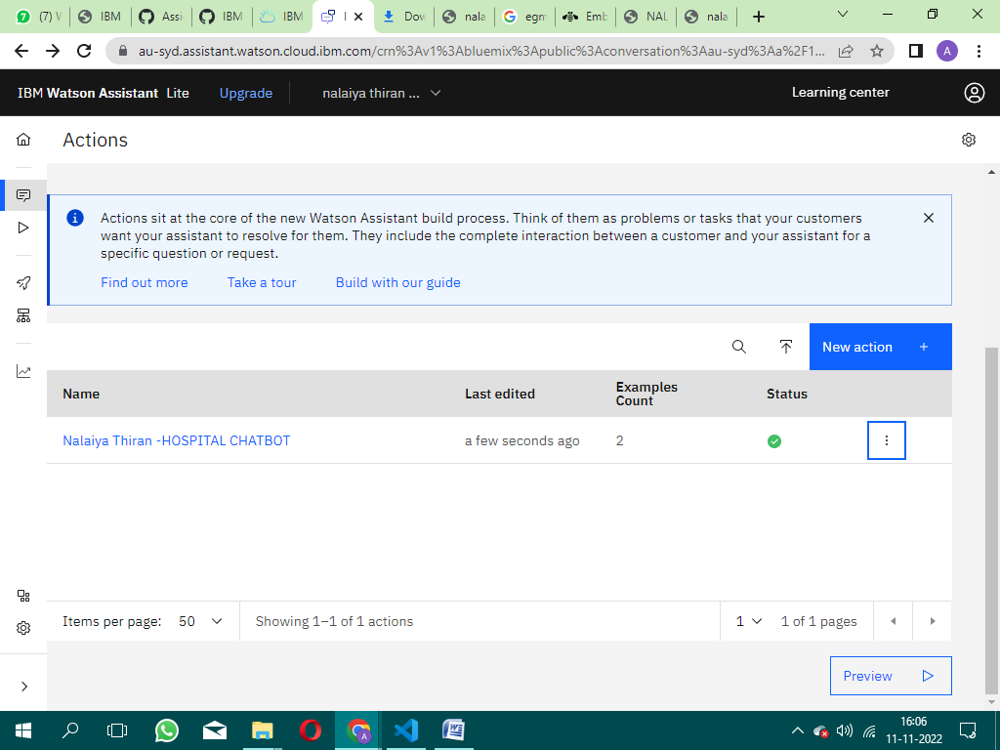 (7) W
IBM
Assi
IBM
IBM
I
Dow
nala
egm
Emb
NAL
nala
au-syd.assistant.watson.cloud.ibm.com/crn%3Av1%3Abluemix%3Apublic%3Aconversation%3Aau-syd%3Aa%2F1...
A
IBM Watson Assistant Lite
Upgrade
nalaiya thiran ...
Learning center
Actions
Actions sit at the core of the new Watson Assistant build process. Think of them as problems or tasks that your customers
want your assistant to resolve for them. They include the complete interaction between a customer and your assistant for a
specific question or request.
Find out more
Take a tour
Build with our guide
New action +
Name
Last edited
Examples
Count
Status
Nalaiya Thiran -HOSPITAL CHATBOT
a few seconds ago
2
Items per page: 50
Showing 1–1 of 1 actions
1
1 of 1 pages
Preview
A
16:06
11-11-2022